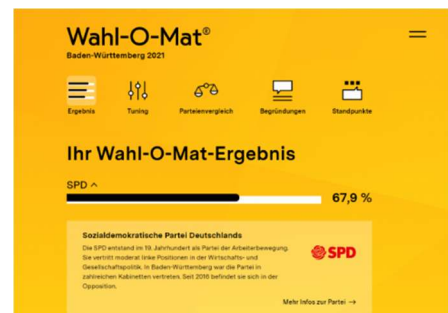 Wahl-O-Mat®
Baden-Württemberg 2021
Ergebnis Tuning Parteienvergleich Begründungen Standpunkte
Ihr Wahl-O-Mat-Ergebnis
SPD
67,9 %
Sozialdemokratische Partei Deutschlands
Die SPD entstand im 19. Jahrhundert als Partei der Arbeiterbewegung.
Sie vertritt moderat linke Positionen in der Wirtschafts- und
Gesellschaftspolitik. In Baden-Württemberg war die Partei in
zahlreichen Kabinetten vertreten. Seit 2016 befindet sie sich in der
Opposition.
SPD
Mehr Infos zur Partei →